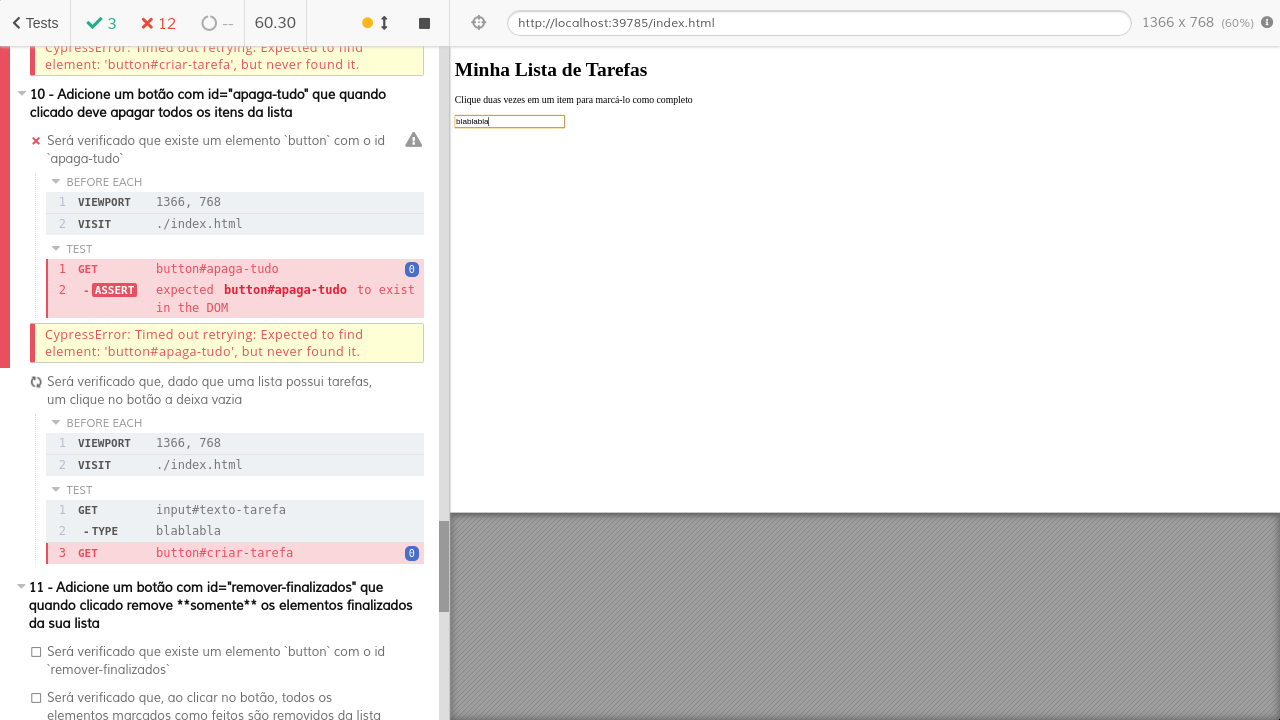 Tests 3 12 -- 60.30 http://localhost:39785/index.html 1366 x 768 (60%)
CypressError: Timed out retrying: Expected to find
element: 'button#criar-tarefa', but never found it.
10 - Adicione um botão com id="apaga-tudo" que quando
clicado deve apagar todos os itens da lista
Será verificado que existe um elemento `button` com o id
`apaga-tudo`
BEFORE EACH
1 VIEWPORT 1366, 768
2 VISIT ./index.html
TEST
1 GET button#apaga-tudo 0
2 -ASSERT expected button#apaga-tudo to exist
in the DOM
CypressError: Timed out retrying: Expected to find
element: 'button#apaga-tudo', but never found it.
Será verificado que, dado que uma lista possui tarefas,
um clique no botão a deixa vazia
BEFORE EACH
1 VIEWPORT 1366, 768
2 VISIT ./index.html
TEST
1 GET input#texto-tarefa
2 -TYPE blablabla
3 GET button#criar-tarefa 0
11 - Adicione um botão com id="remover-finalizados" que
quando clicado remove **somente** os elementos finalizados
da sua lista
Será verificado que existe um elemento `button` com o id
`remover-finalizados`
Será verificado que, ao clicar no botão, todos os
elementos marcados como feitos são removidos da lista
Minha Lista de Tarefas
Clique duas vezes em um item para marcá-lo como completo
blablabla